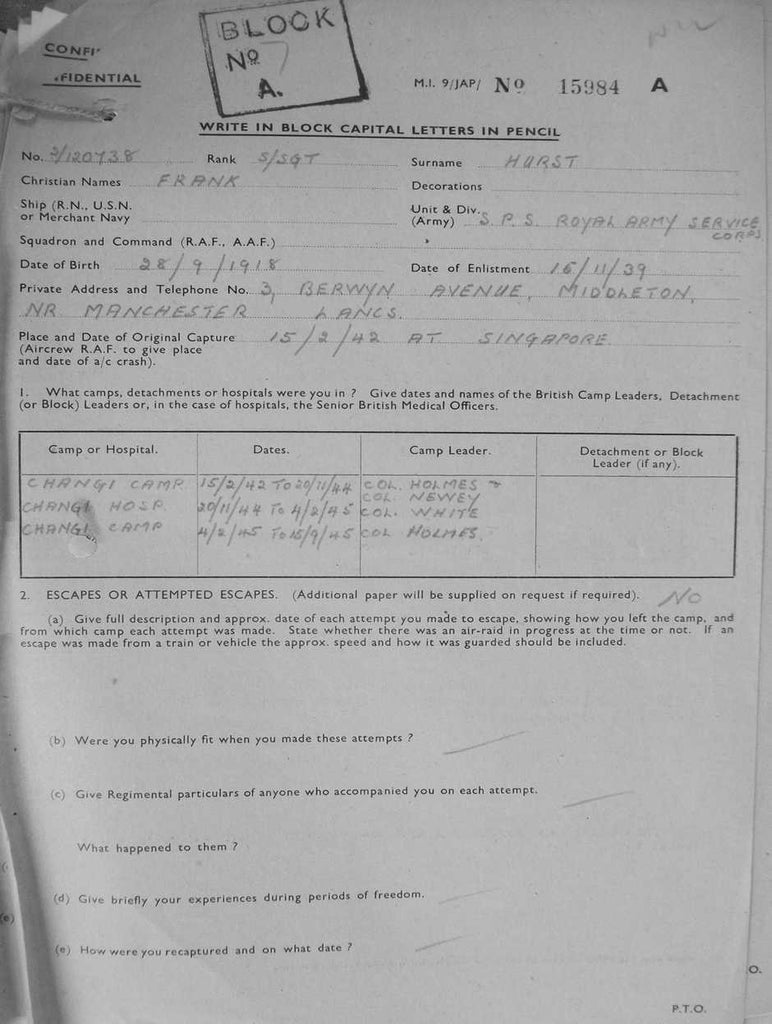 BLOCK
No 7
A.
CONFI
FIDENTIAL
M.I. 9/JAP/ No 15984 A
WRITE IN BLOCK CAPITAL LETTERS IN PENCIL
No. S/120738 Rank S/SGT Surname HURST
Christian Names FRANK Decorations
Ship (R.N., U.S.N. or Merchant Navy
Unit & Div. (Army) S.P.S. ROYAL ARMY SERVICE CORPS
Squadron and Command (R.A.F., A.A.F.)
Date of Birth 28/9/1918 Date of Enlistment 15/11/39
Private Address and Telephone No. 3, BERWYN AVENUE, MIDDLETON,
NR MANCHESTER LANCS.
Place and Date of Original Capture 15/2/42 AT SINGAPORE
(Aircrew R.A.F. to give place
and date of a/c crash).
1. What camps, detachments or hospitals were you in ? Give dates and names of the British Camp Leaders, Detachment
(or Block) Leaders or, in the case of hospitals, the Senior British Medical Officers.
Camp or Hospital. Dates. Camp Leader. Detachment or Block Leader (if any).
CHANGI CAMP 15/2/42 TO 20/11/44 COL. HOLMES +
COL. NEWEY
CHANGI HOSP. 20/11/44 TO 4/2/45 COL. WHITE
CHANGI CAMP 4/2/45 TO 15/9/45 COL HOLMES.
2. ESCAPES OR ATTEMPTED ESCAPES. (Additional paper will be supplied on request if required). NO
(a) Give full description and approx. date of each attempt you made to escape, showing how you left the camp, and
from which camp each attempt was made. State whether there was an air-raid in progress at the time or not. If an
escape was made from a train or vehicle the approx. speed and how it was guarded should be included.
(b) Were you physically fit when you made these attempts ?
(c) Give Regimental particulars of anyone who accompanied you on each attempt.
What happened to them ?
(d) Give briefly your experiences during periods of freedom.
(e) How were you recaptured and on what date ?
P.T.O.
O.
(e)